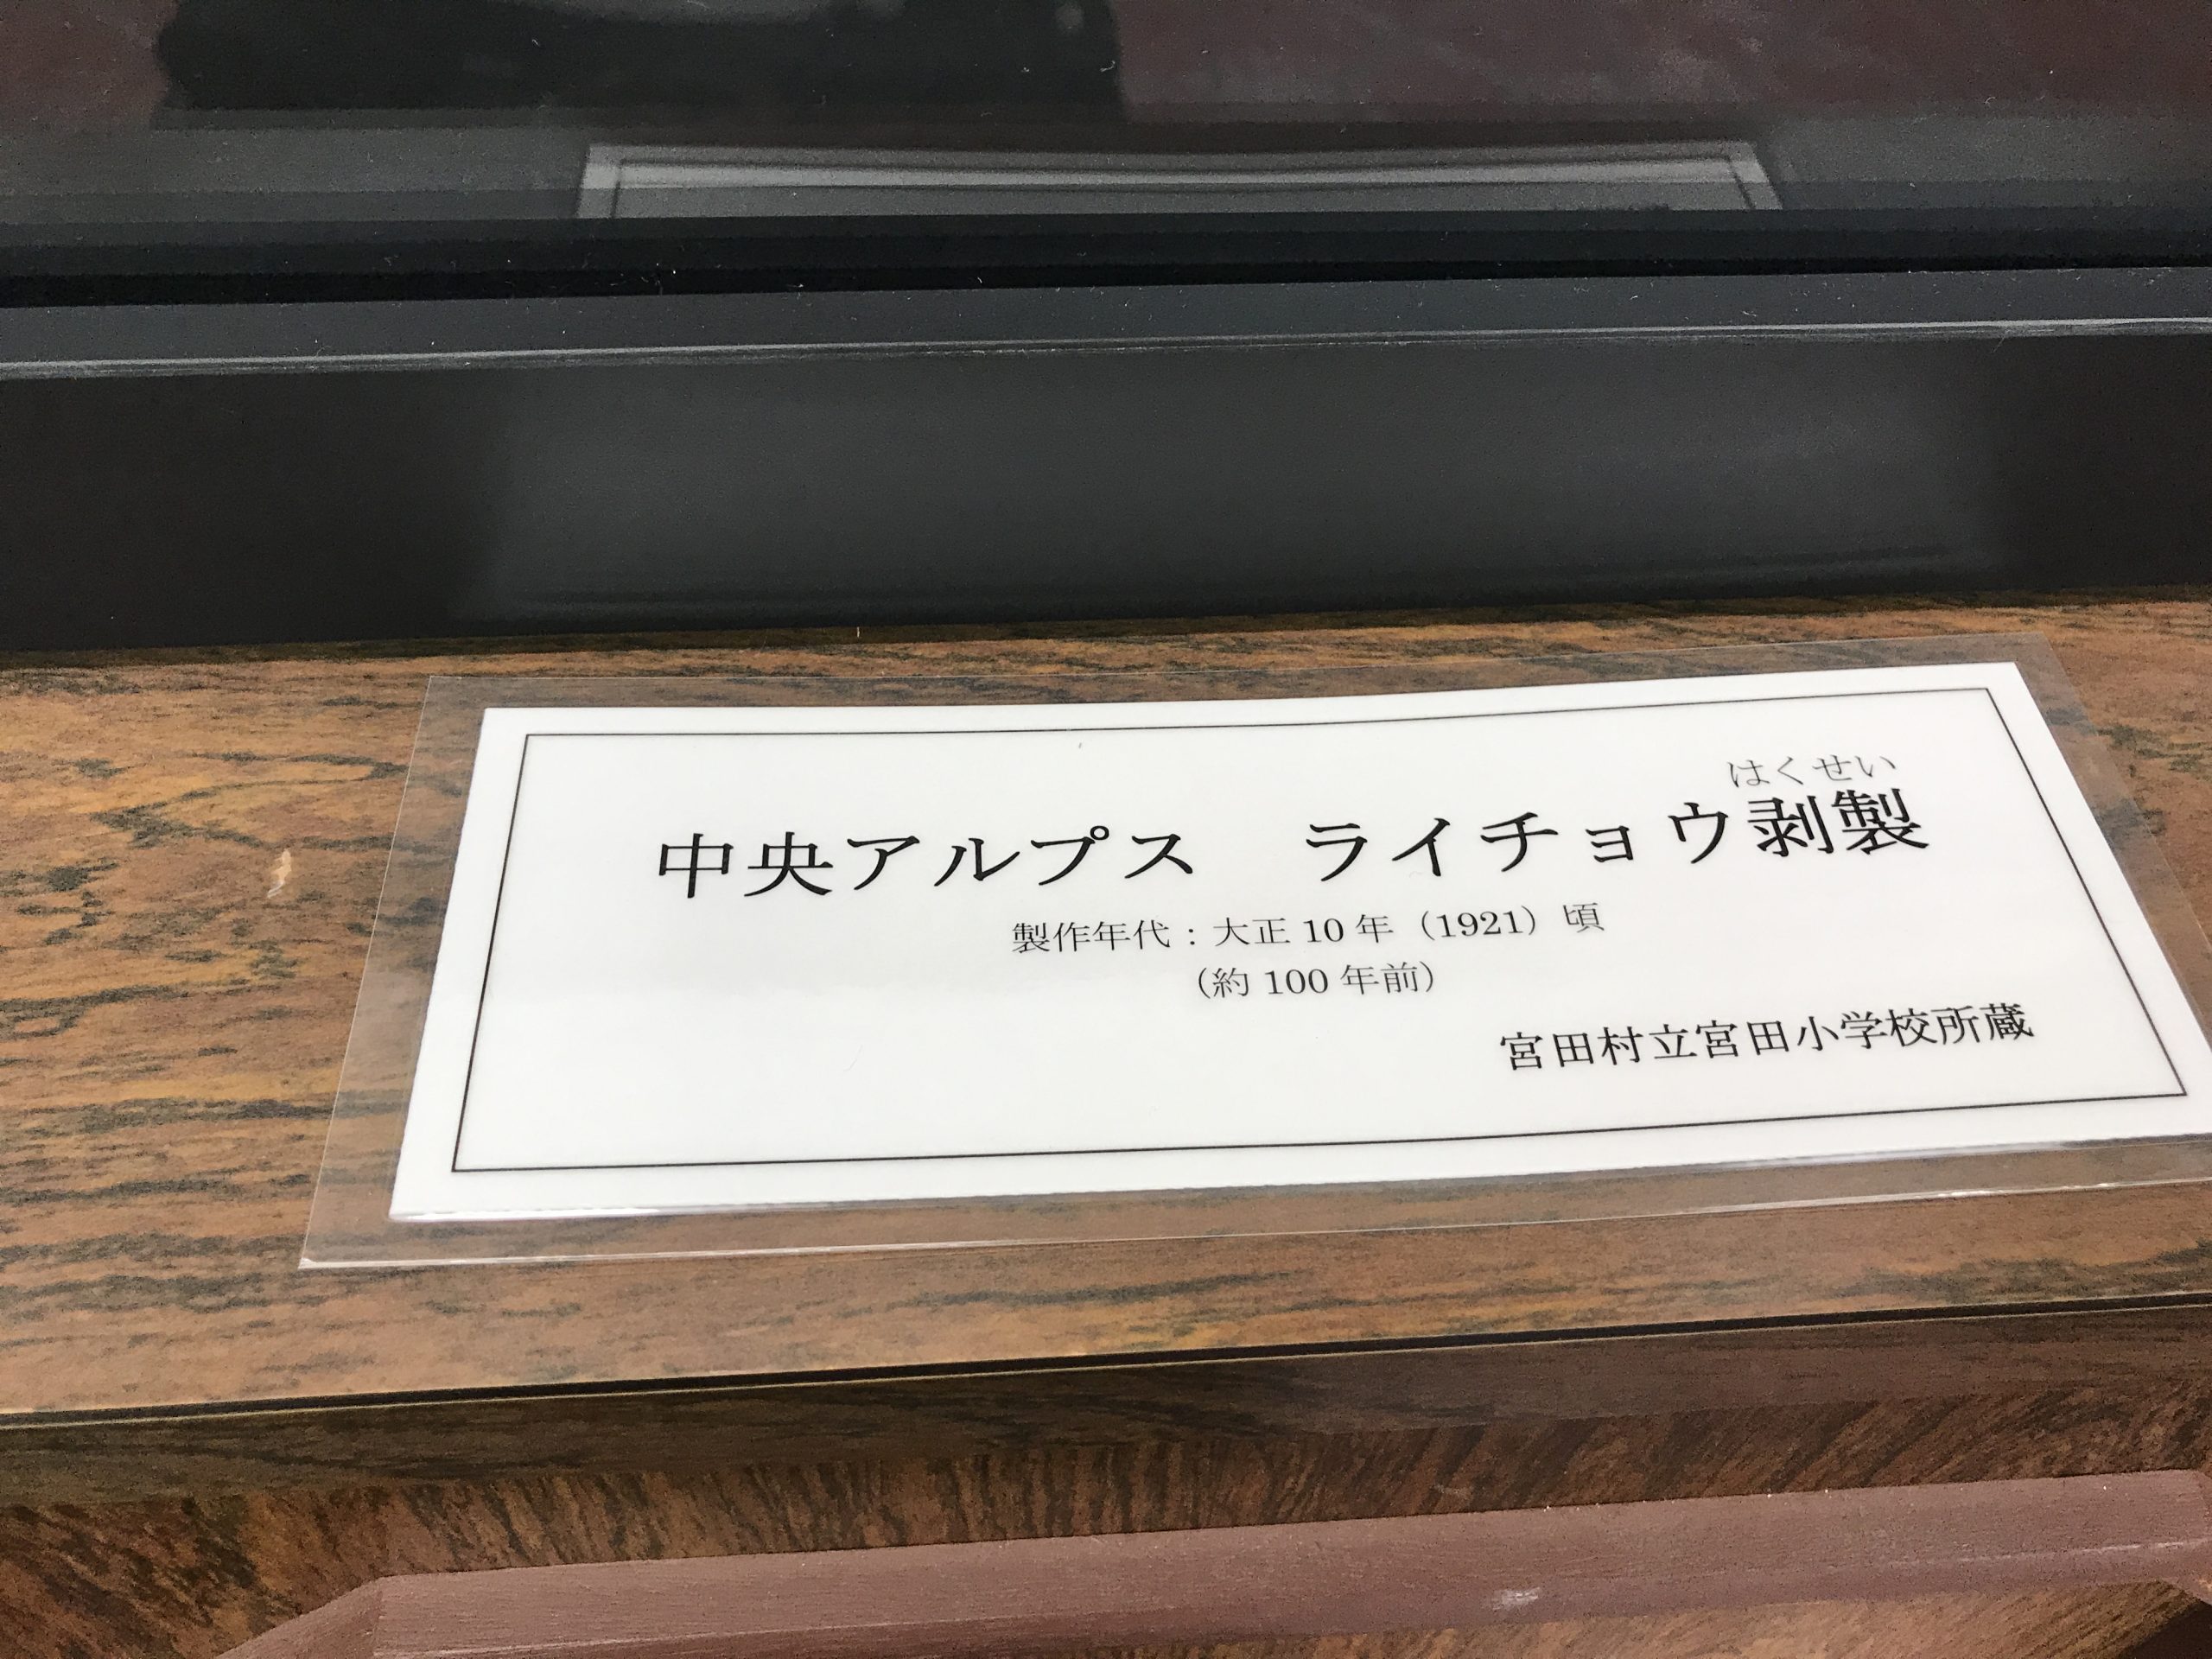 はくせい
中央アルプス　ライチョウ剥製
製作年代：大正 10 年（1921）頃
（約 100 年前）
宮田村立宮田小学校所蔵